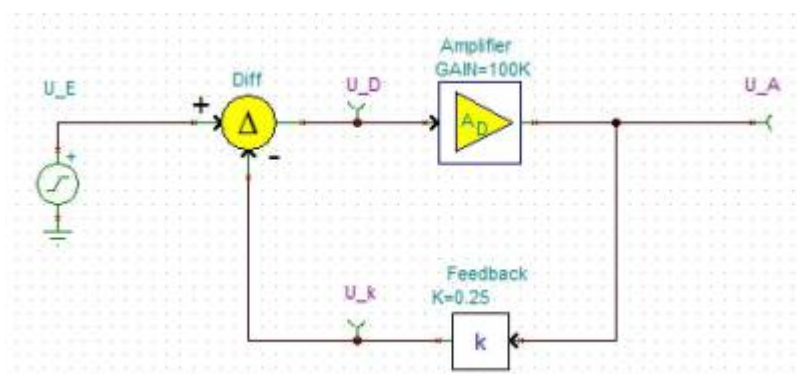 Amplifier
GAIN=100K
U_E
Diff
U_D
U_A
+
Δ
A_D
+
-
Feedback
K=0.25
U_k
k